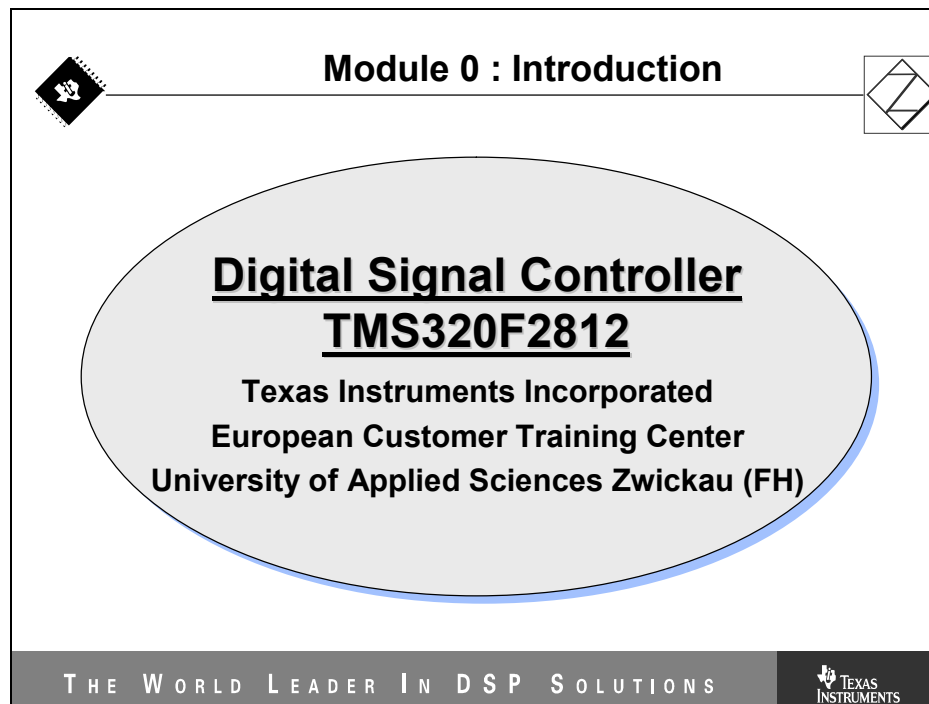 Module 0 : Introduction
Digital Signal Controller
TMS320F2812
Texas Instruments Incorporated
European Customer Training Center
University of Applied Sciences Zwickau (FH)
THE WORLD LEADER IN DSP SOLUTIONS
TEXAS
INSTRUMENTS